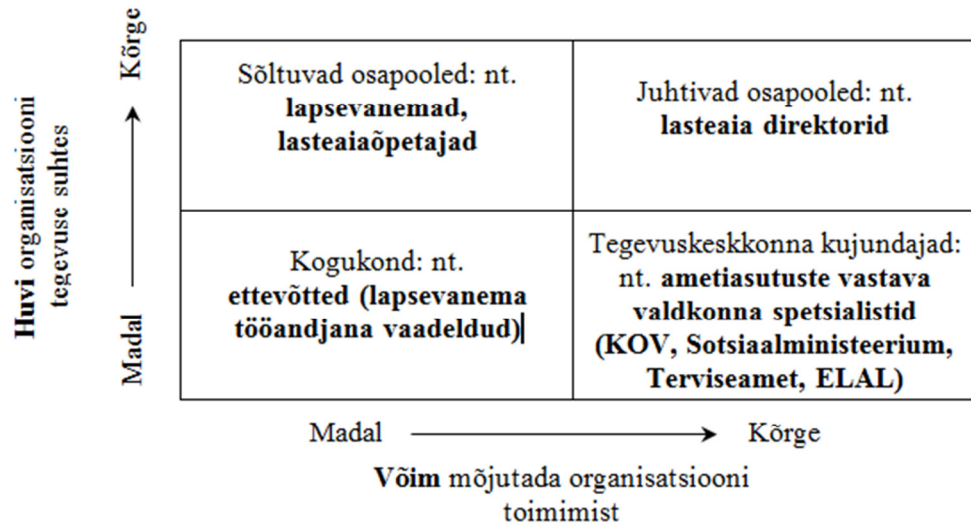 Huvi organisatsiooni
tegevuse suhtes
Kõrge
Madal
Sõltuvad osapooled: nt.
lapsevanemad,
lasteaiaõpetajad
Juhtivad osapooled: nt.
lasteaia direktorid
Kogukond: nt.
ettevõtted (lapsevanema
tööandjana vaadeldud)
Tegevuskeskkonna kujundajad:
nt. ametiasutuste vastava
valdkonna spetsialistid
(KOV, Sotsiaalministeerium,
Terviseamet, ELAL)
Madal
Kõrge
Võim mõjutada organisatsiooni
toimimist